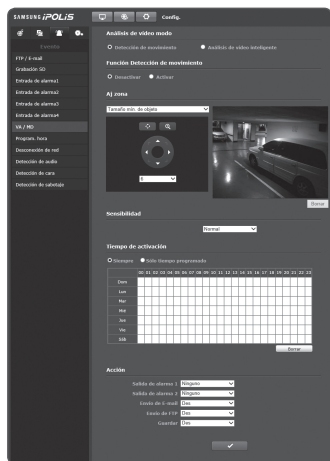 SAMSUNG iPOLiS
Config.
Evento
FTP / E-mail
Grabación SD
Entrada de alarma1
Entrada de alarma2
Entrada de alarma3
Entrada de alarma4
VA / MD
Program. hora
Desconexión de red
Detección de audio
Detección de cara
Detección de sabotaje
Análisis de vídeo modo
Detección de movimiento
Análisis de vídeo inteligente
Función Detección de movimiento
Desactivar
Activar
Aj zona
Tamaño mín. de objeto
6
Borrar
Sensibilidad
Normal
Tiempo de activación
Siempre
Sólo tiempo programado
00 01 02 03 04 05 06 07 08 09 10 11 12 13 14 15 16 17 18 19 20 21 22 23
Dom
Lun
Mar
Mié
Jue
Vie
Sáb
Borrar
Acción
Salida de alarma 1 Ninguno
Salida de alarma 2 Ninguno
Envío de E-mail Des
Envío de FTP Des
Guardar Des